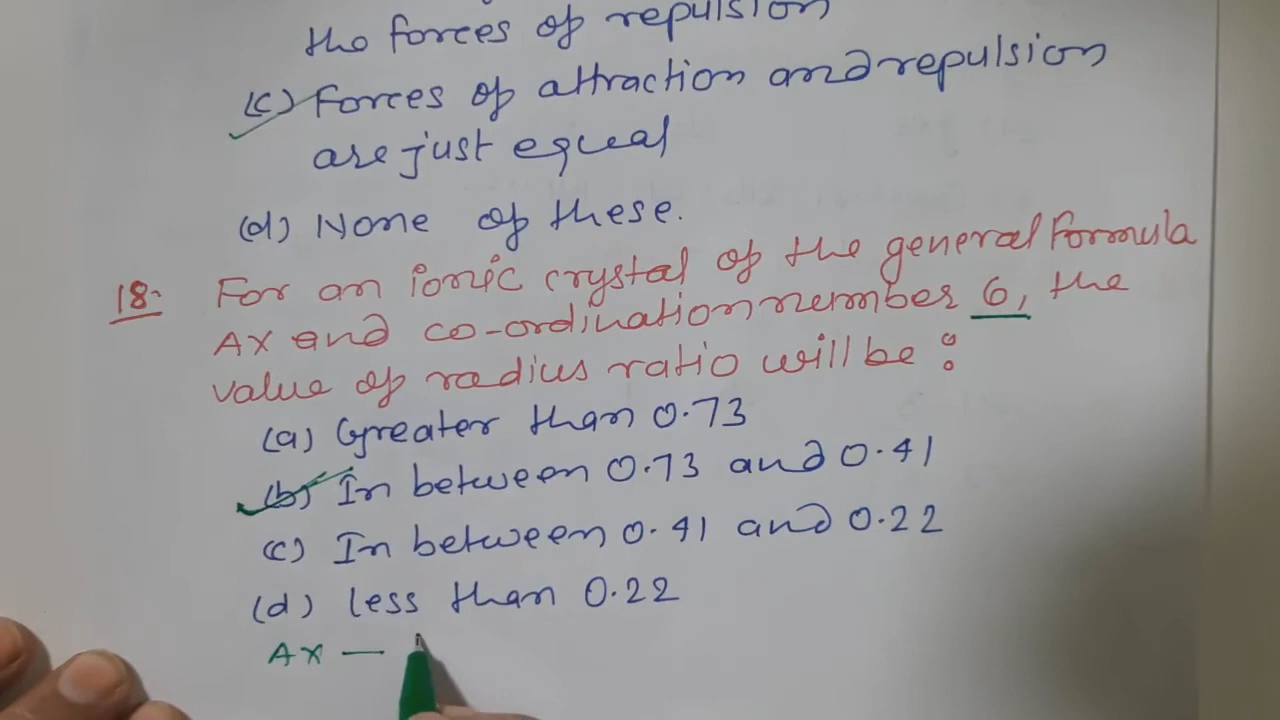 the forces of repulsion
(c) Forces of attraction and repulsion
are just equal
(d) None of these.
18. For an ionic crystal of the general formula
AX and co-ordination number 6, the
value of radius ratio will be :
(a) Greater than 0.73
(b) In between 0.73 and 0.41
(c) In between 0.41 and 0.22
(d) less than 0.22
AX —